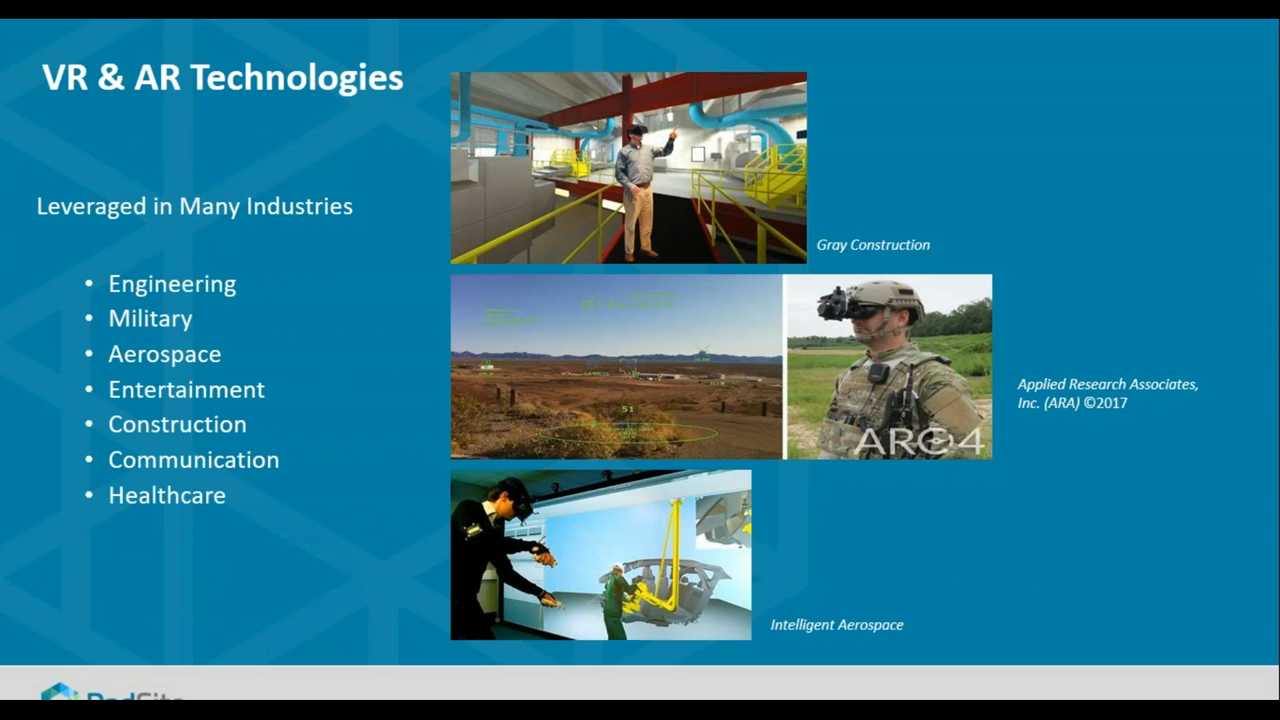 VR & AR Technologies
Leveraged in Many Industries
• Engineering
• Military
• Aerospace
• Entertainment
• Construction
• Communication
• Healthcare
Gray Construction
51
ARC4
Applied Research Associates,
Inc. (ARA) ©2017
Intelligent Aerospace